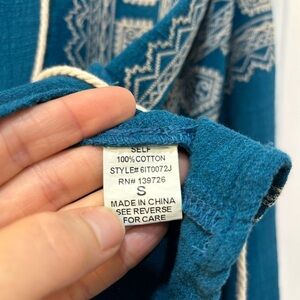 SELF
100% COTTON
STYLE# 6IT0072J
RN# 139726
S
MADE IN CHINA
SEE REVERSE
FOR CARE